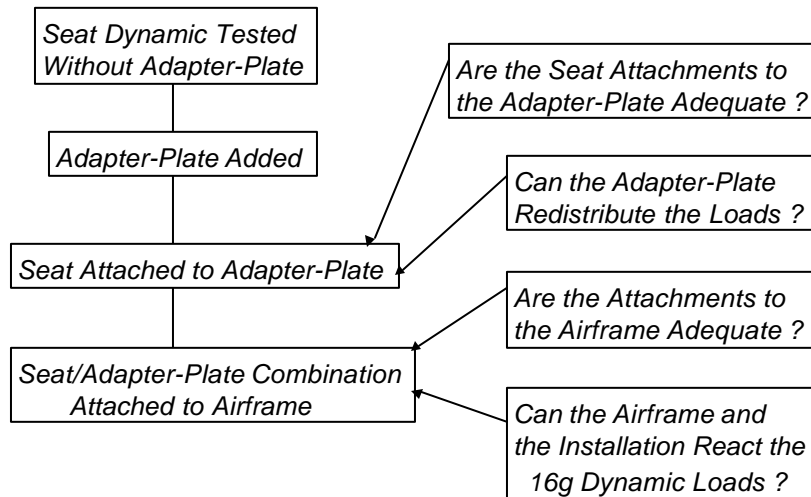 Seat Dynamic Tested
Without Adapter-Plate
Adapter-Plate Added
Seat Attached to Adapter-Plate
Seat/Adapter-Plate Combination
Attached to Airframe
Are the Seat Attachments to
the Adapter-Plate Adequate ?
Can the Adapter-Plate
Redistribute the Loads ?
Are the Attachments to
the Airframe Adequate ?
Can the Airframe and
the Installation React the
16g Dynamic Loads ?